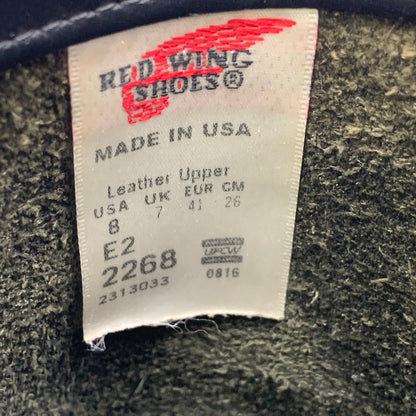 RED WING
SHOES®
MADE IN USA
Leather Upper
USA UK EUR CM
8 7 41 26
E2
2268 UFCW
2313033 0816